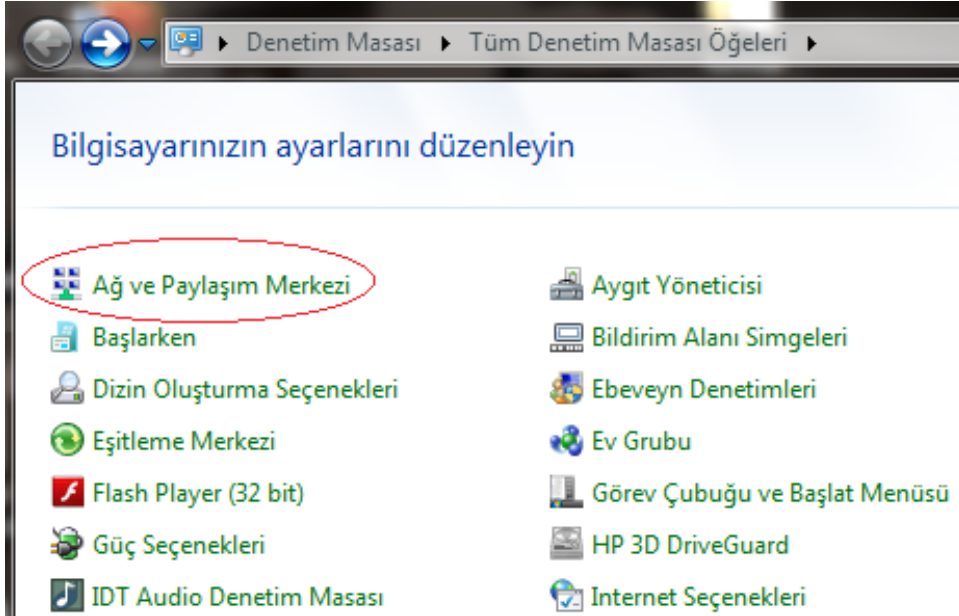 Denetim Masası Tüm Denetim Masası Öğeleri
Bilgisayarınızın ayarlarını düzenleyin
Ağ ve Paylaşım Merkezi
Aygıt Yöneticisi
Başlarken
Bildirim Alanı Simgeleri
Dizin Oluşturma Seçenekleri
Ebeveyn Denetimleri
Eşitleme Merkezi
Ev Grubu
Flash Player (32 bit)
Görev Çubuğu ve Başlat Menüsü
Güç Seçenekleri
HP 3D DriveGuard
IDT Audio Denetim Masası
Internet Seçenekleri